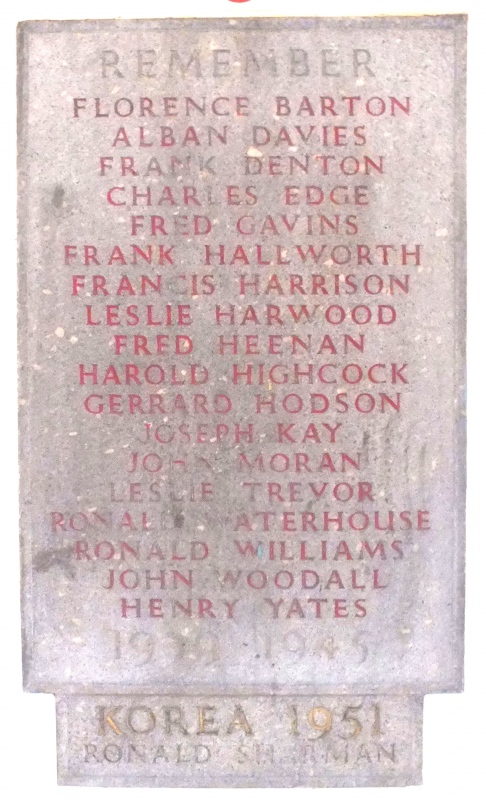 REMEMBER
FLORENCE BARTON
ALBAN DAVIES
FRANK DENTON
CHARLES EDGE
FRED GAVINS
FRANK HALLWORTH
FRANCIS HARRISON
LESLIE HARWOOD
FRED HEENAN
HAROLD HIGHCOCK
GERRARD HODSON
JOSEPH KAY
JOHN MORAN
LESLIE TREVOR
RONALD WATERHOUSE
RONALD WILLIAMS
JOHN WOODALL
HENRY YATES
1939 1945
KOREA 1951
RONALD SHARMAN